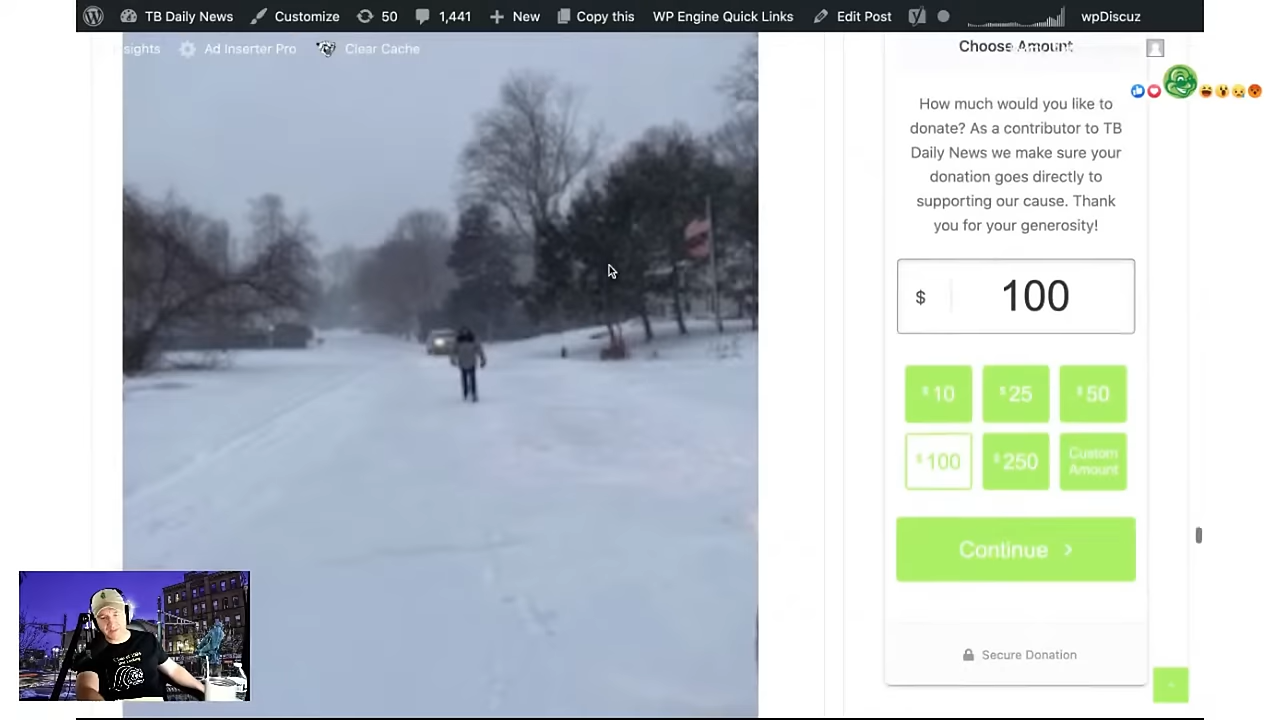 TB Daily News Customize 50 1,441 New Copy this WP Engine Quick Links Edit Post wpDiscuz
sights Ad Inserter Pro Clear Cache
Choose Amount
How much would you like to
donate? As a contributor to TB
Daily News we make sure your
donation goes directly to
supporting our cause. Thank
you for your generosity!
$ 100
$10 $25 $50
$100 $250 Custom
Amount
Continue
Secure Donation